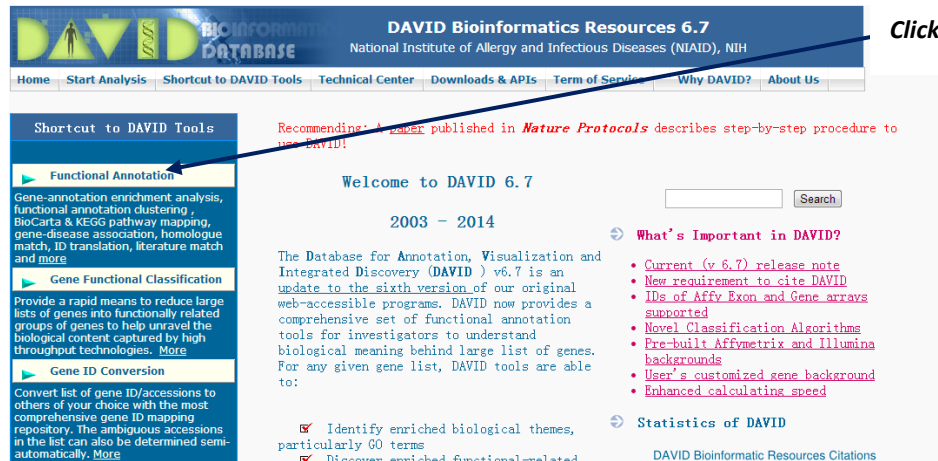 DAVID BIOINFORMATICS
DATABASE
DAVID Bioinformatics Resources 6.7
National Institute of Allergy and Infectious Diseases (NIAID), NIH
Click
Home Start Analysis Shortcut to DAVID Tools Technical Center Downloads & APIs Term of Service Why DAVID? About Us
Shortcut to DAVID Tools
Functional Annotation
Gene-annotation enrichment analysis,
functional annotation clustering ,
BioCarta & KEGG pathway mapping,
gene-disease association, homologue
match, ID translation, literature match
and more
Gene Functional Classification
Provide a rapid means to reduce large
lists of genes into functionally related
groups of genes to help unravel the
biological content captured by high
throughput technologies. More
Gene ID Conversion
Convert list of gene ID/accessions to
others of your choice with the most
comprehensive gene ID mapping
repository. The ambiguous accessions
in the list can also be determined semi-
automatically. More
Recommending: A paper published in Nature Protocols describes step-by-step procedure to
use DAVID!
Welcome to DAVID 6.7
2003 - 2014
The Database for Annotation, Visualization and
Integrated Discovery (DAVID ) v6.7 is an
update to the sixth version of our original
web-accessible programs. DAVID now provides a
comprehensive set of functional annotation
tools for investigators to understand
biological meaning behind large list of genes.
For any given gene list, DAVID tools are able
to:
Identify enriched biological themes,
particularly GO terms
Discover enriched functional-related
Search
What's Important in DAVID?
Current (v 6.7) release note
New requirement to cite DAVID
IDs of Affy Exon and Gene arrays
supported
Novel Classification Algorithms
Pre-built Affymetrix and Illumina
backgrounds
User's customized gene background
Enhanced calculating speed
Statistics of DAVID
DAVID Bioinformatic Resources Citations